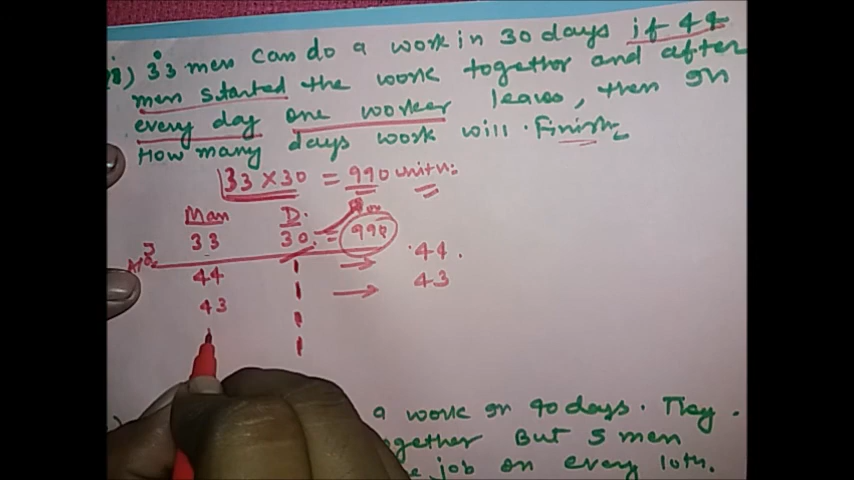 8) 33 men can do a work in 30 days if 44
men started the work together and after
every day one worker leaves, then in
How many days work will . Finish
33 × 30 = 990 units
Man D.
33 30 = 990
44 → 44
43 → 43
a work in 90 days. They
ogether But 5 men
e job on every 10th.